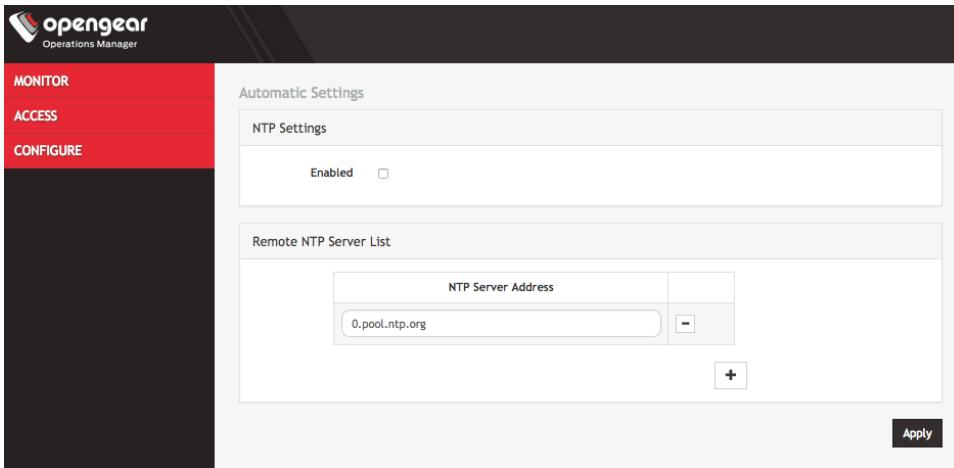 opengear
Operations Manager
MONITOR
ACCESS
CONFIGURE
Automatic Settings
NTP Settings
Enabled
Remote NTP Server List
NTP Server Address
0.pool.ntp.org
Apply